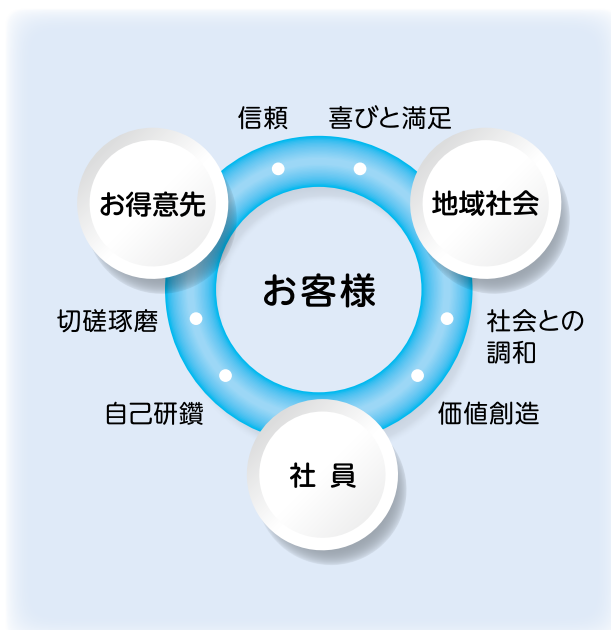 信頼
喜びと満足
お得意先
地域社会
お客様
切磋琢磨
社会との
調和
自己研鑽
価値創造
社員